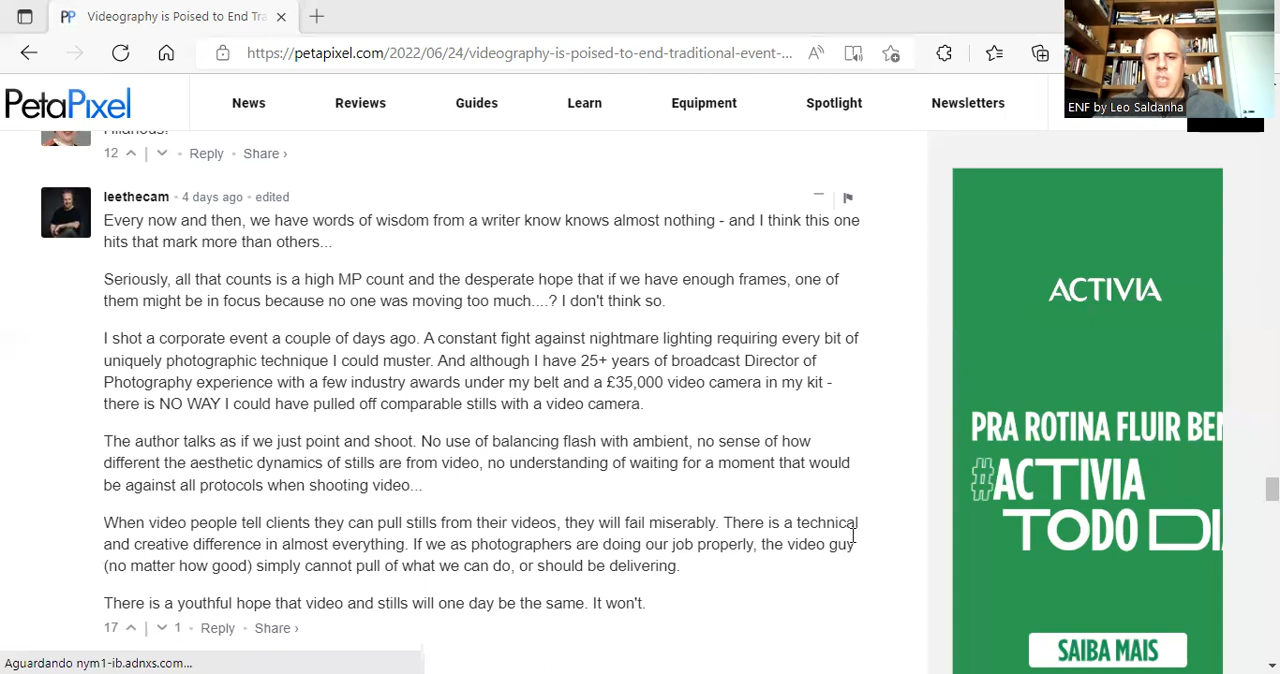 Videography is Poised to End Tra
https://petapixel.com/2022/06/24/videography-is-poised-to-end-traditional-event-...
ENF by Leo Saldanha
PetaPixel
News
Reviews
Guides
Learn
Equipment
Spotlight
Newsletters
12 | Reply • Share ›
leethecam • 4 days ago • edited
Every now and then, we have words of wisdom from a writer know knows almost nothing - and I think this one
hits that mark more than others...
Seriously, all that counts is a high MP count and the desperate hope that if we have enough frames, one of
them might be in focus because no one was moving too much....? I don't think so.
I shot a corporate event a couple of days ago. A constant fight against nightmare lighting requiring every bit of
uniquely photographic technique I could muster. And although I have 25+ years of broadcast Director of
Photography experience with a few industry awards under my belt and a £35,000 video camera in my kit -
there is NO WAY I could have pulled off comparable stills with a video camera.
The author talks as if we just point and shoot. No use of balancing flash with ambient, no sense of how
different the aesthetic dynamics of stills are from video, no understanding of waiting for a moment that would
be against all protocols when shooting video...
When video people tell clients they can pull stills from their videos, they will fail miserably. There is a technical
and creative difference in almost everything. If we as photographers are doing our job properly, the video guy
(no matter how good) simply cannot pull of what we can do, or should be delivering.
There is a youthful hope that video and stills will one day be the same. It won't.
17 | 1 • Reply • Share ›
ACTIVIA
PRA ROTINA FLUIR BE
#ACTIVIA
TODO DI
SAIBA MAIS
Aguardando nym1-ib.adnxs.com...